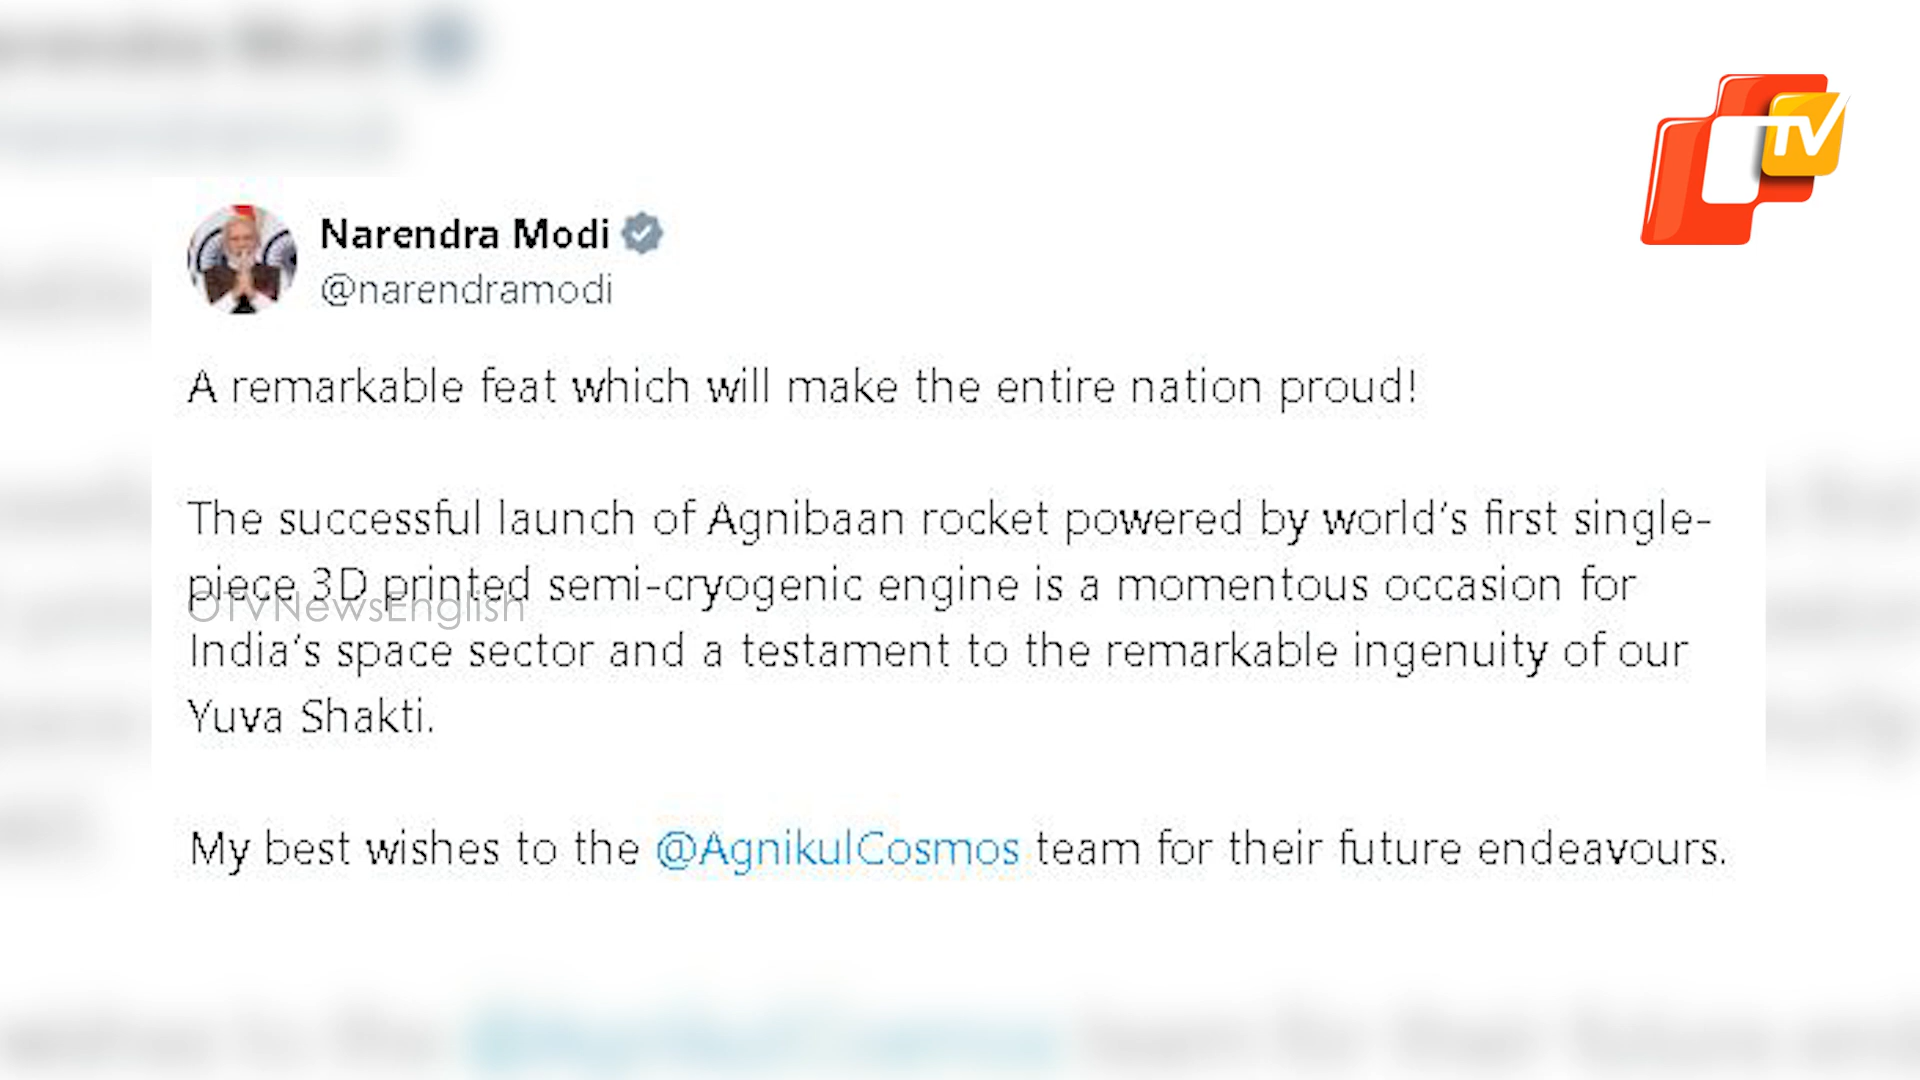 TV
Narendra Modi
@narendramodi
A remarkable feat which will make the entire nation proud!
The successful launch of Agnibaan rocket powered by world's first single-
piece 3D printed semi-cryogenic engine is a momentous occasion for
OTVNewsEnglish
India's space sector and a testament to the remarkable ingenuity of our
Yuva Shakti.
My best wishes to the @AgnikulCosmos team for their future endeavours.